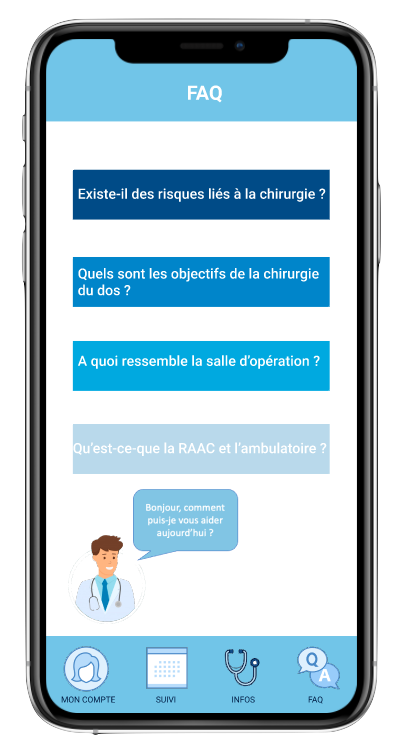 FAQ
Existe-il des risques liés à la chirurgie ?
Quels sont les objectifs de la chirurgie
du dos ?
A quoi ressemble la salle d'opération ?
Qu'est-ce-que la RAAC et l'ambulatoire ?
Bonjour, comment
puis-je vous aider
aujourd'hui ?
MON COMPTE
SUIVI
INFOS
Q
A
FAQ